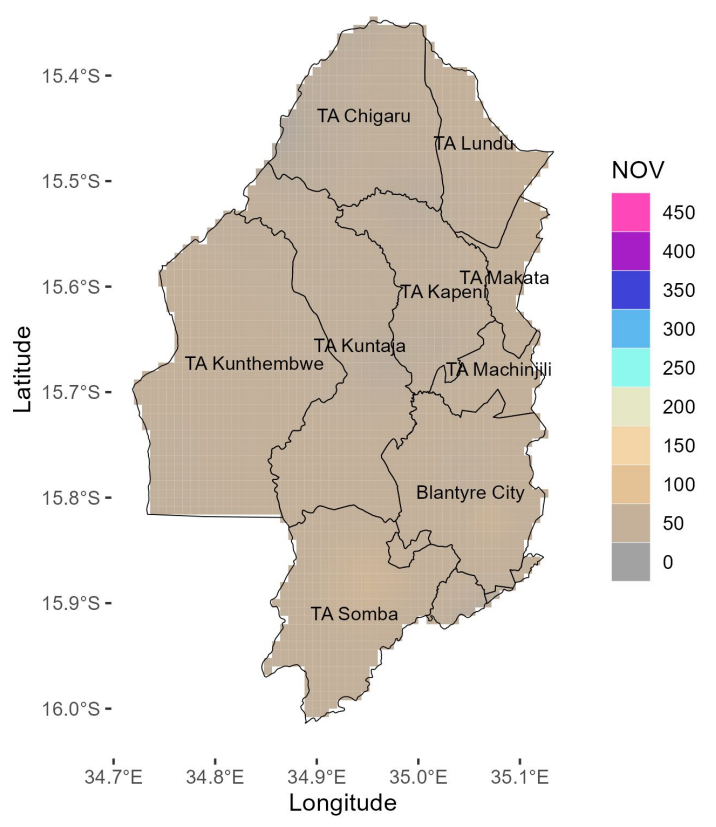 15.4°S
15.5°S
15.6°S
15.7°S
15.8°S
15.9°S
16.0°S
Latitude
TA Chigaru
TA Lundu
TA Makata
TA Kapeni
TA Kuntaja
TA Kunthembwe
TA Machinjili
Blantyre City
TA Somba
34.7°E 34.8°E 34.9°E 35.0°E 35.1°E
Longitude
NOV
450
400
350
300
250
200
150
100
50
0